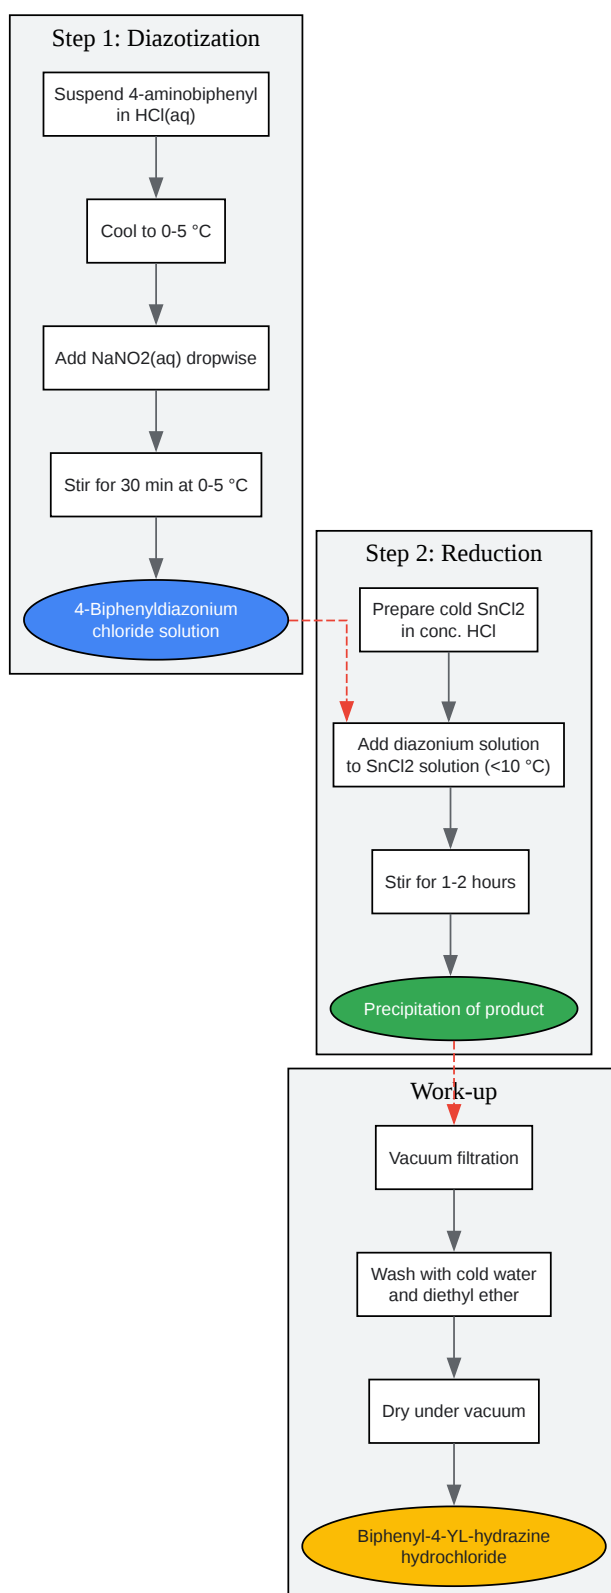 Step 1: Diazotization
Suspend 4-aminobiphenyl
in HCl(aq)
Cool to 0-5 °C
Add NaNO2(aq) dropwise
Stir for 30 min at 0-5 °C
4-Biphenyldiazonium
chloride solution
Step 2: Reduction
Prepare cold SnCl2
in conc. HCl
Add diazonium solution
to SnCl2 solution (<10 °C)
Stir for 1-2 hours
Precipitation of product
Work-up
Vacuum filtration
Wash with cold water
and diethyl ether
Dry under vacuum
Biphenyl-4-YL-hydrazine
hydrochloride